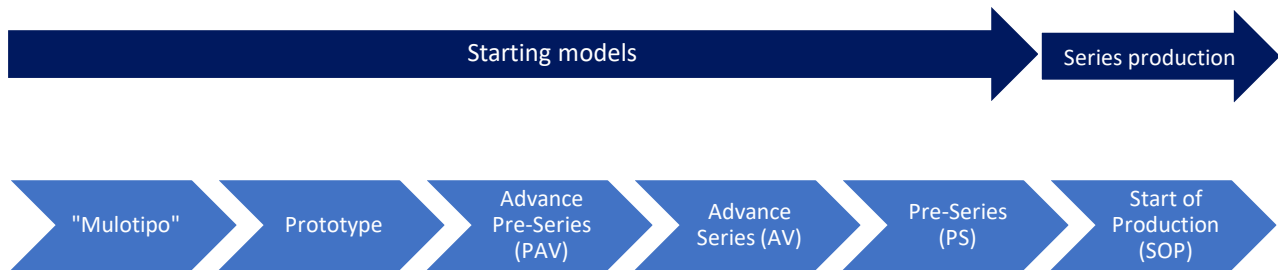 Starting models
Series production
"Mulotipo"
Prototype
Advance
Pre-Series
(PAV)
Advance
Series (AV)
Pre-Series
(PS)
Start of
Production
(SOP)